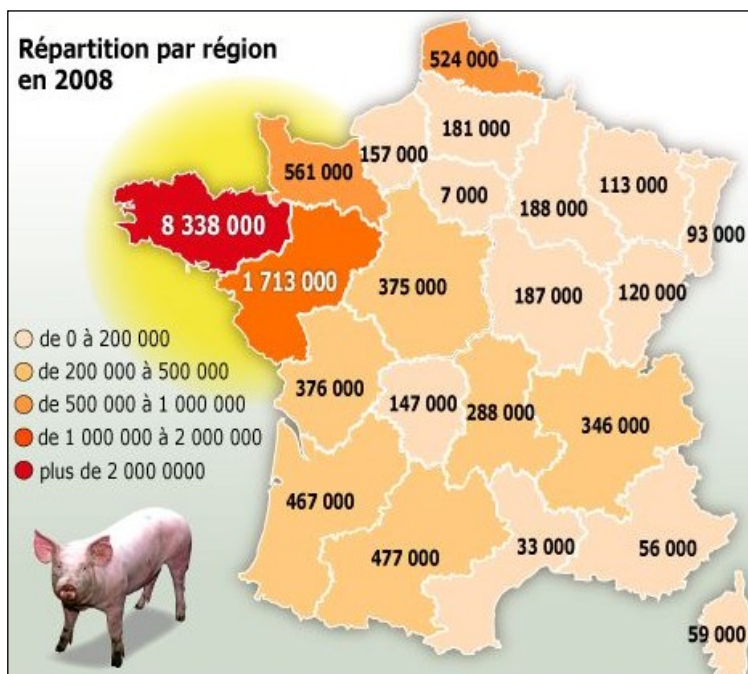 Répartition par région
en 2008
524 000
181 000
157 000
561 000
7 000
113 000
188 000
93 000
8 338 000
1 713 000
375 000
187 000
120 000
de 0 à 200 000
de 200 000 à 500 000
de 500 000 à 1 000 000
de 1 000 000 à 2 000 000
plus de 2 000 0000
376 000
147 000
288 000
346 000
467 000
477 000
33 000
56 000
59 000